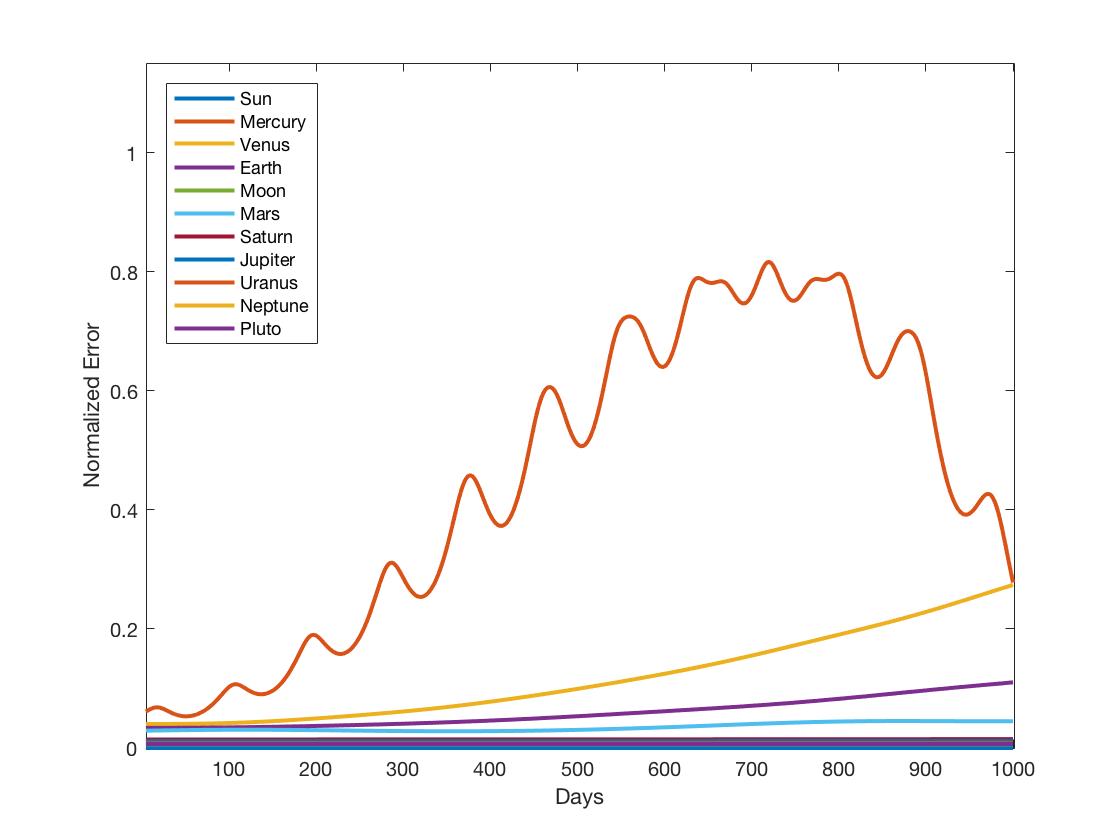 Sun
Mercury
Venus
Earth
Moon
Mars
Saturn
Jupiter
Uranus
Neptune
Pluto
1
0.8
0.6
0.4
0.2
0
Normalized Error
100 200 300 400 500 600 700 800 900 1000
Days